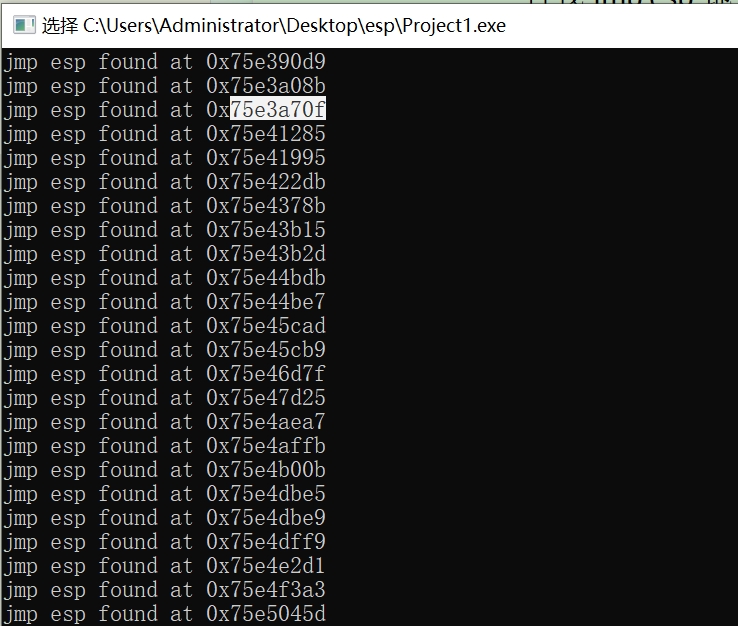 选择 C:\Users\Administrator\Desktop\esp\Project1.exe
jmp esp found at 0x75e390d9
jmp esp found at 0x75e3a08b
jmp esp found at 0x75e3a70f
jmp esp found at 0x75e41285
jmp esp found at 0x75e41995
jmp esp found at 0x75e422db
jmp esp found at 0x75e4378b
jmp esp found at 0x75e43b15
jmp esp found at 0x75e43b2d
jmp esp found at 0x75e44bdb
jmp esp found at 0x75e44be7
jmp esp found at 0x75e45cad
jmp esp found at 0x75e45cb9
jmp esp found at 0x75e46d7f
jmp esp found at 0x75e47d25
jmp esp found at 0x75e4aea7
jmp esp found at 0x75e4affb
jmp esp found at 0x75e4b00b
jmp esp found at 0x75e4dbe5
jmp esp found at 0x75e4dbe9
jmp esp found at 0x75e4dff9
jmp esp found at 0x75e4e2d1
jmp esp found at 0x75e4f3a3
jmp esp found at 0x75e5045d